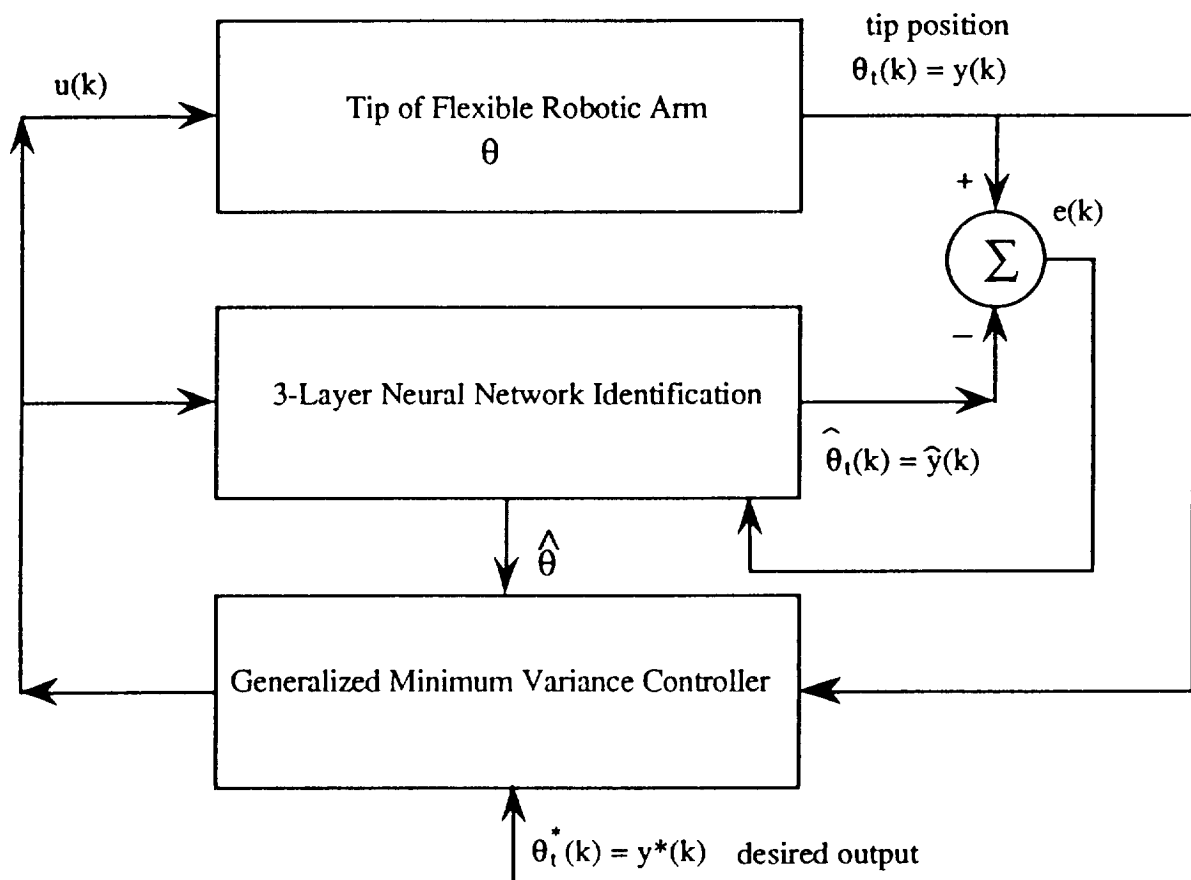 tip position
θₜ(k) = y(k)
u(k)
Tip of Flexible Robotic Arm
θ
+
e(k)
Σ
−
3-Layer Neural Network Identification
θ̂ₜ(k) = ŷ(k)
θ̂
Generalized Minimum Variance Controller
θₜ*(k) = y*(k) desired output